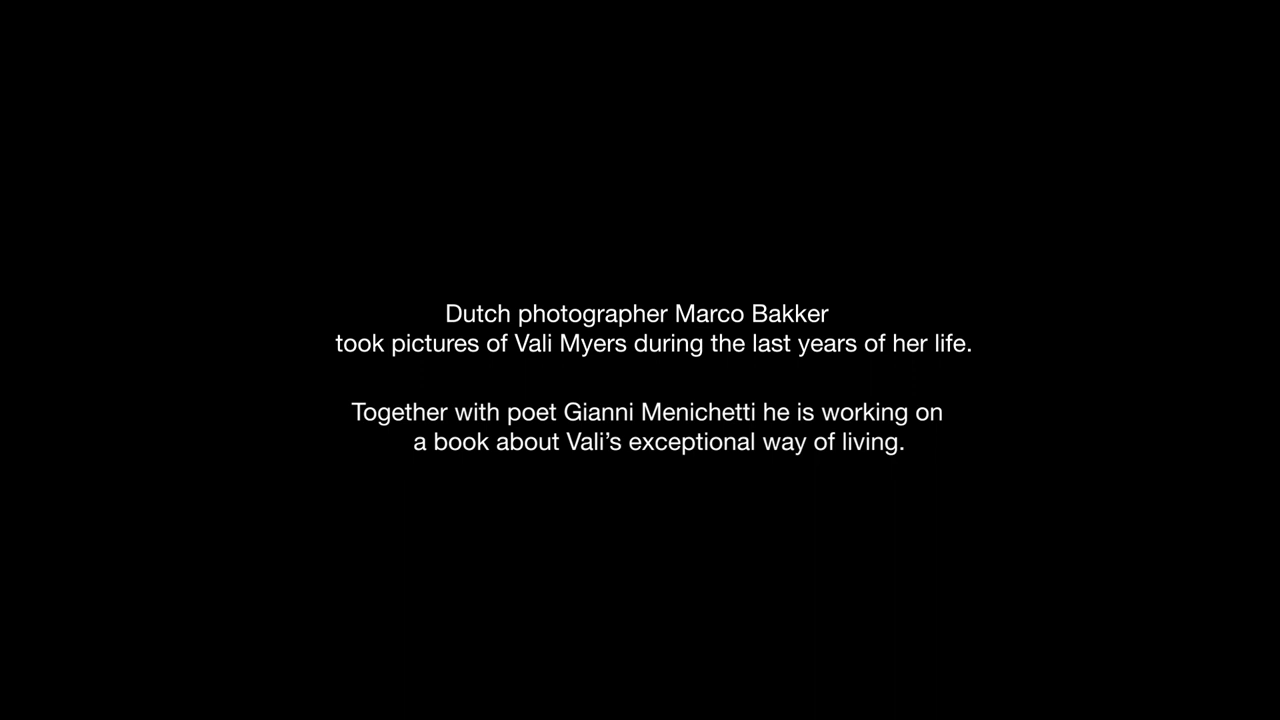 Dutch photographer Marco Bakker
took pictures of Vali Myers during the last years of her life.
Together with poet Gianni Menichetti he is working on
a book about Vali’s exceptional way of living.